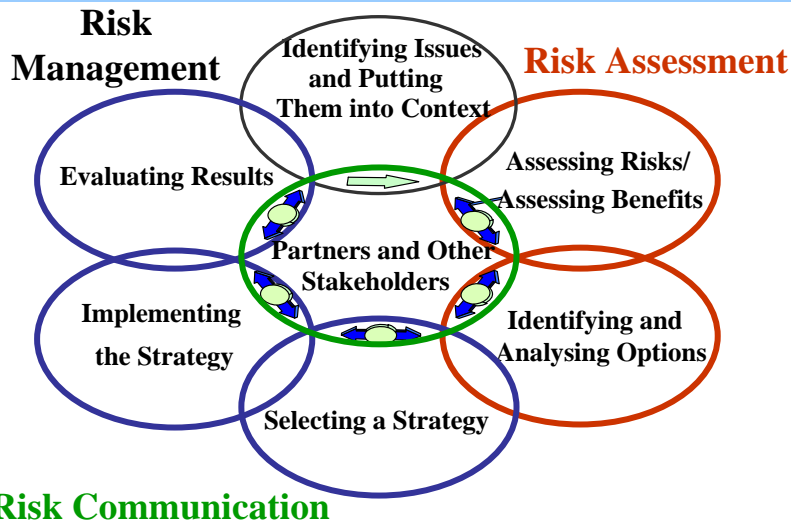 Risk
Management
Identifying Issues
and Putting
Them into Context
Risk Assessment
Evaluating Results
Assessing Risks/
Assessing Benefits
Partners and Other
Stakeholders
Implementing
the Strategy
Identifying and
Analysing Options
Selecting a Strategy
Risk Communication